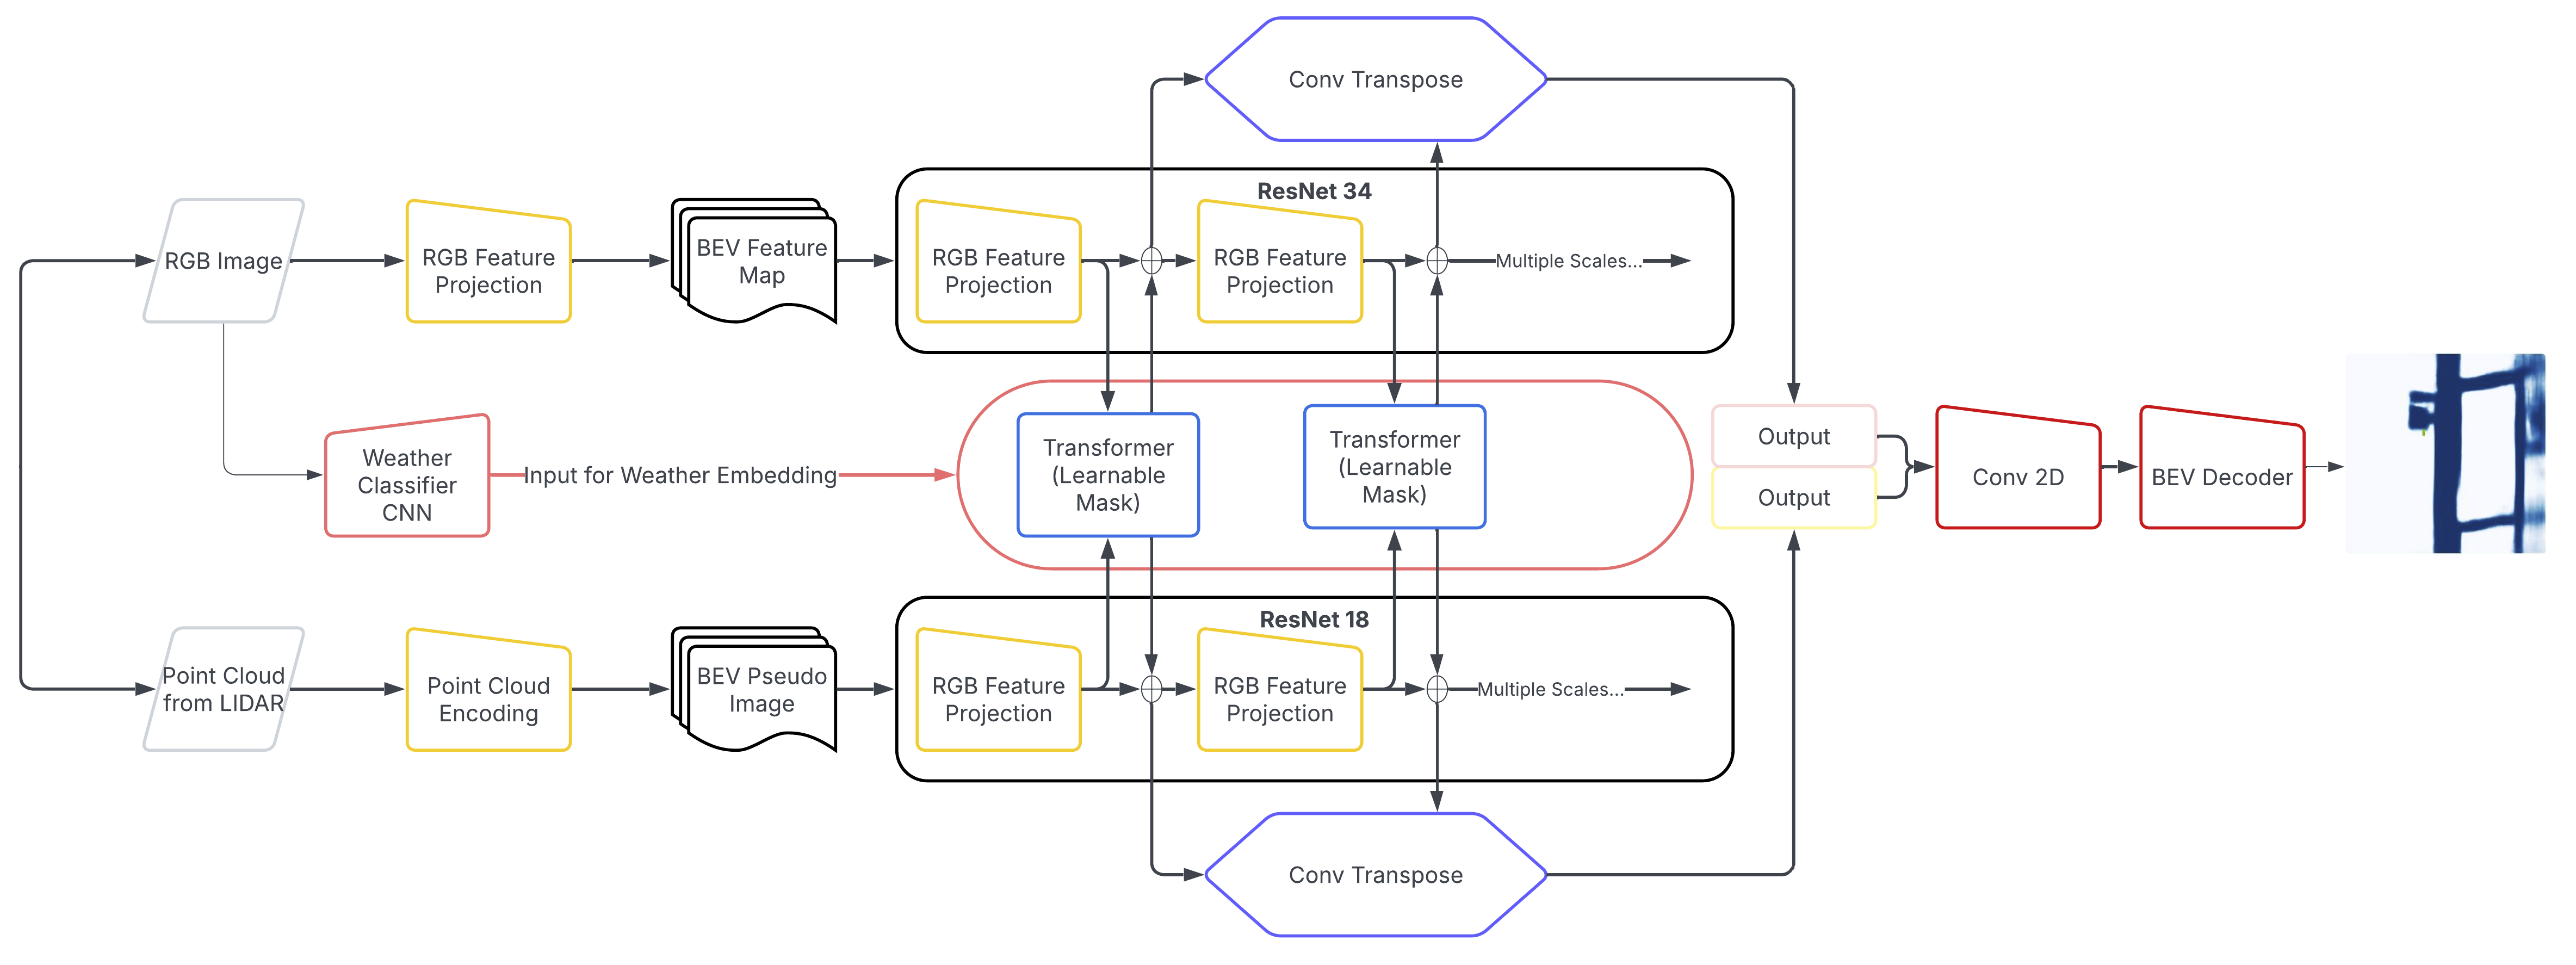 Conv Transpose
ResNet 34
RGB Image
RGB Feature
Projection
BEV Feature
Map
RGB Feature
Projection
RGB Feature
Projection
Multiple Scales...
Weather
Classifier
CNN
Input for Weather Embedding
Transformer
(Learnable
Mask)
Transformer
(Learnable
Mask)
Output
Output
Conv 2D
BEV Decoder
ResNet 18
Point Cloud
from LIDAR
Point Cloud
Encoding
BEV Pseudo
Image
RGB Feature
Projection
RGB Feature
Projection
Multiple Scales...
Conv Transpose